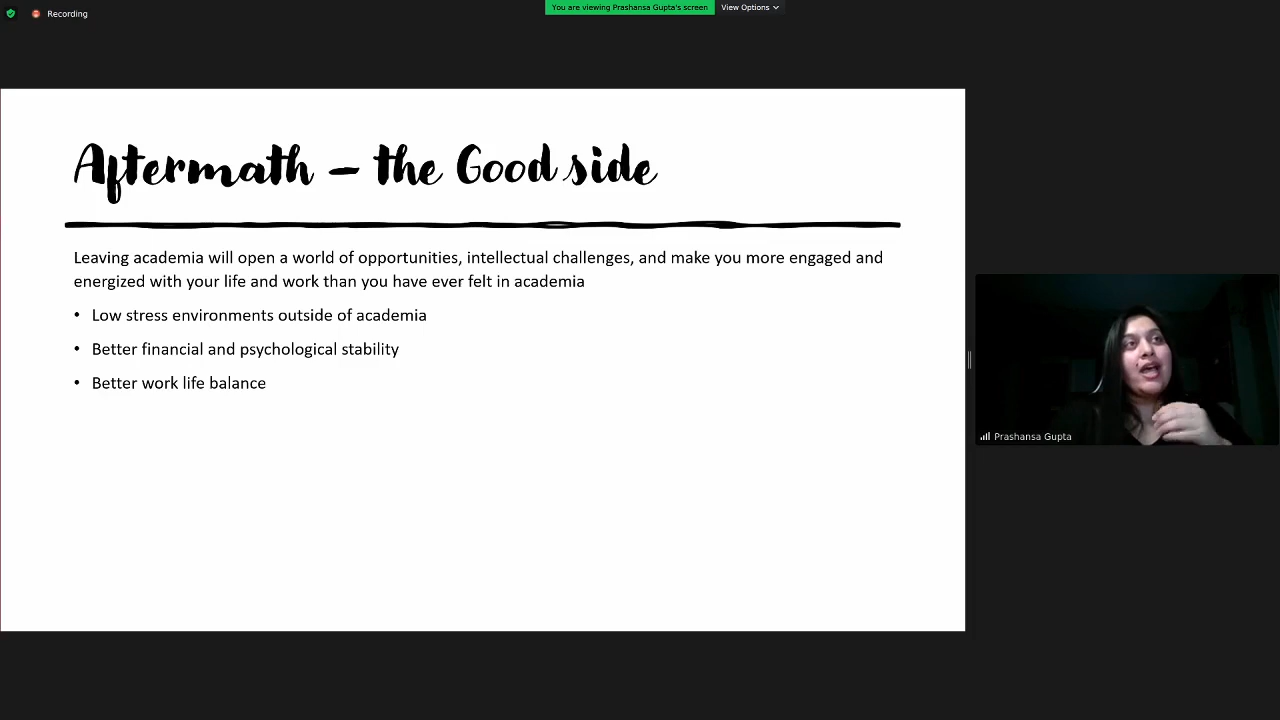 Recording
You are viewing Prashansa Gupta's screen
View Options
Aftermath – the Good side
Leaving academia will open a world of opportunities, intellectual challenges, and make you more engaged and
energized with your life and work than you have ever felt in academia
• Low stress environments outside of academia
• Better financial and psychological stability
• Better work life balance
Prashansa Gupta